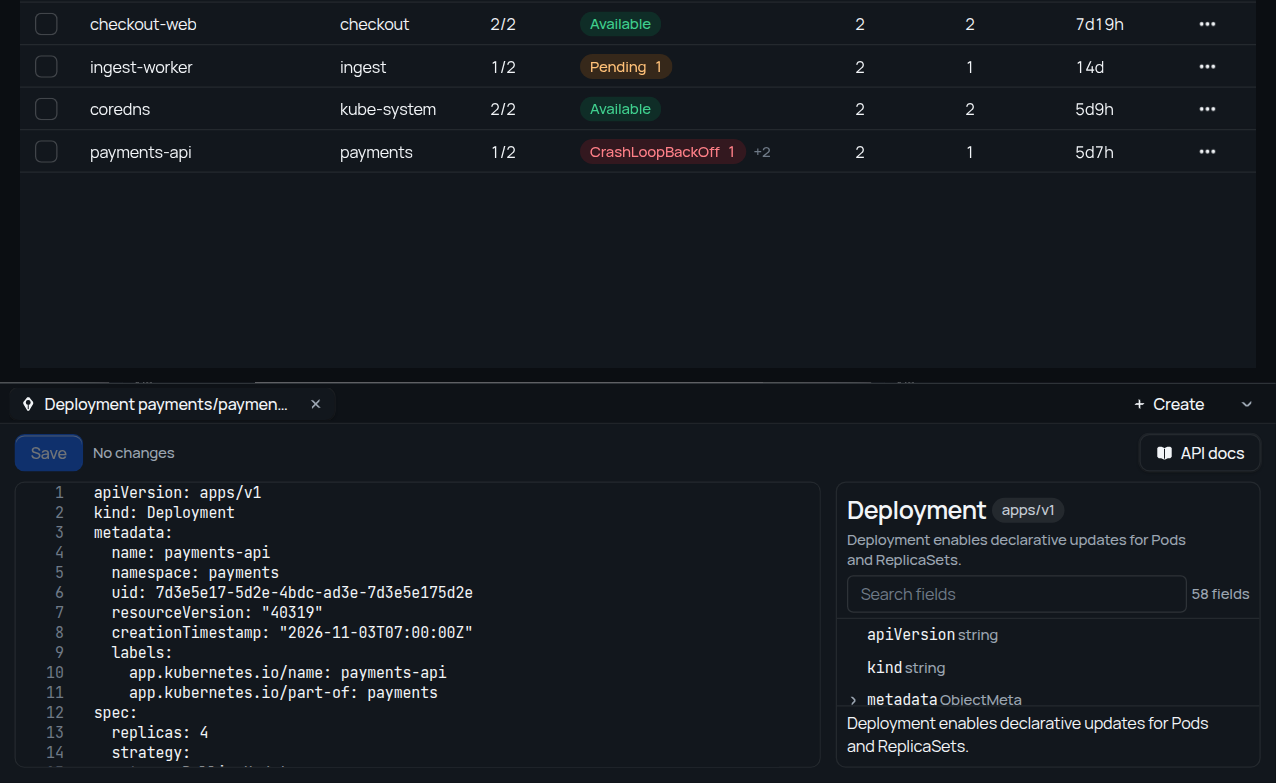 checkout-web checkout 2/2 Available 2 2 7d19h •••
ingest-worker ingest 1/2 Pending 1 2 1 14d •••
coredns kube-system 2/2 Available 2 2 5d9h •••
payments-api payments 1/2 CrashLoopBackOff 1 +2 2 1 5d7h •••
Deployment payments/paymen... × + Create
Save No changes API docs
1 apiVersion: apps/v1
2 kind: Deployment
3 metadata:
4 name: payments-api
5 namespace: payments
6 uid: 7d3e5e17-5d2e-4bdc-ad3e-7d3e5e175d2e
7 resourceVersion: "40319"
8 creationTimestamp: "2026-11-03T07:00:00Z"
9 labels:
10 app.kubernetes.io/name: payments-api
11 app.kubernetes.io/part-of: payments
12 spec:
13 replicas: 4
14 strategy:
Deployment apps/v1
Deployment enables declarative updates for Pods
and ReplicaSets.
Search fields 58 fields
apiVersion string
kind string
metadata ObjectMeta
Deployment enables declarative updates for Pods
and ReplicaSets.